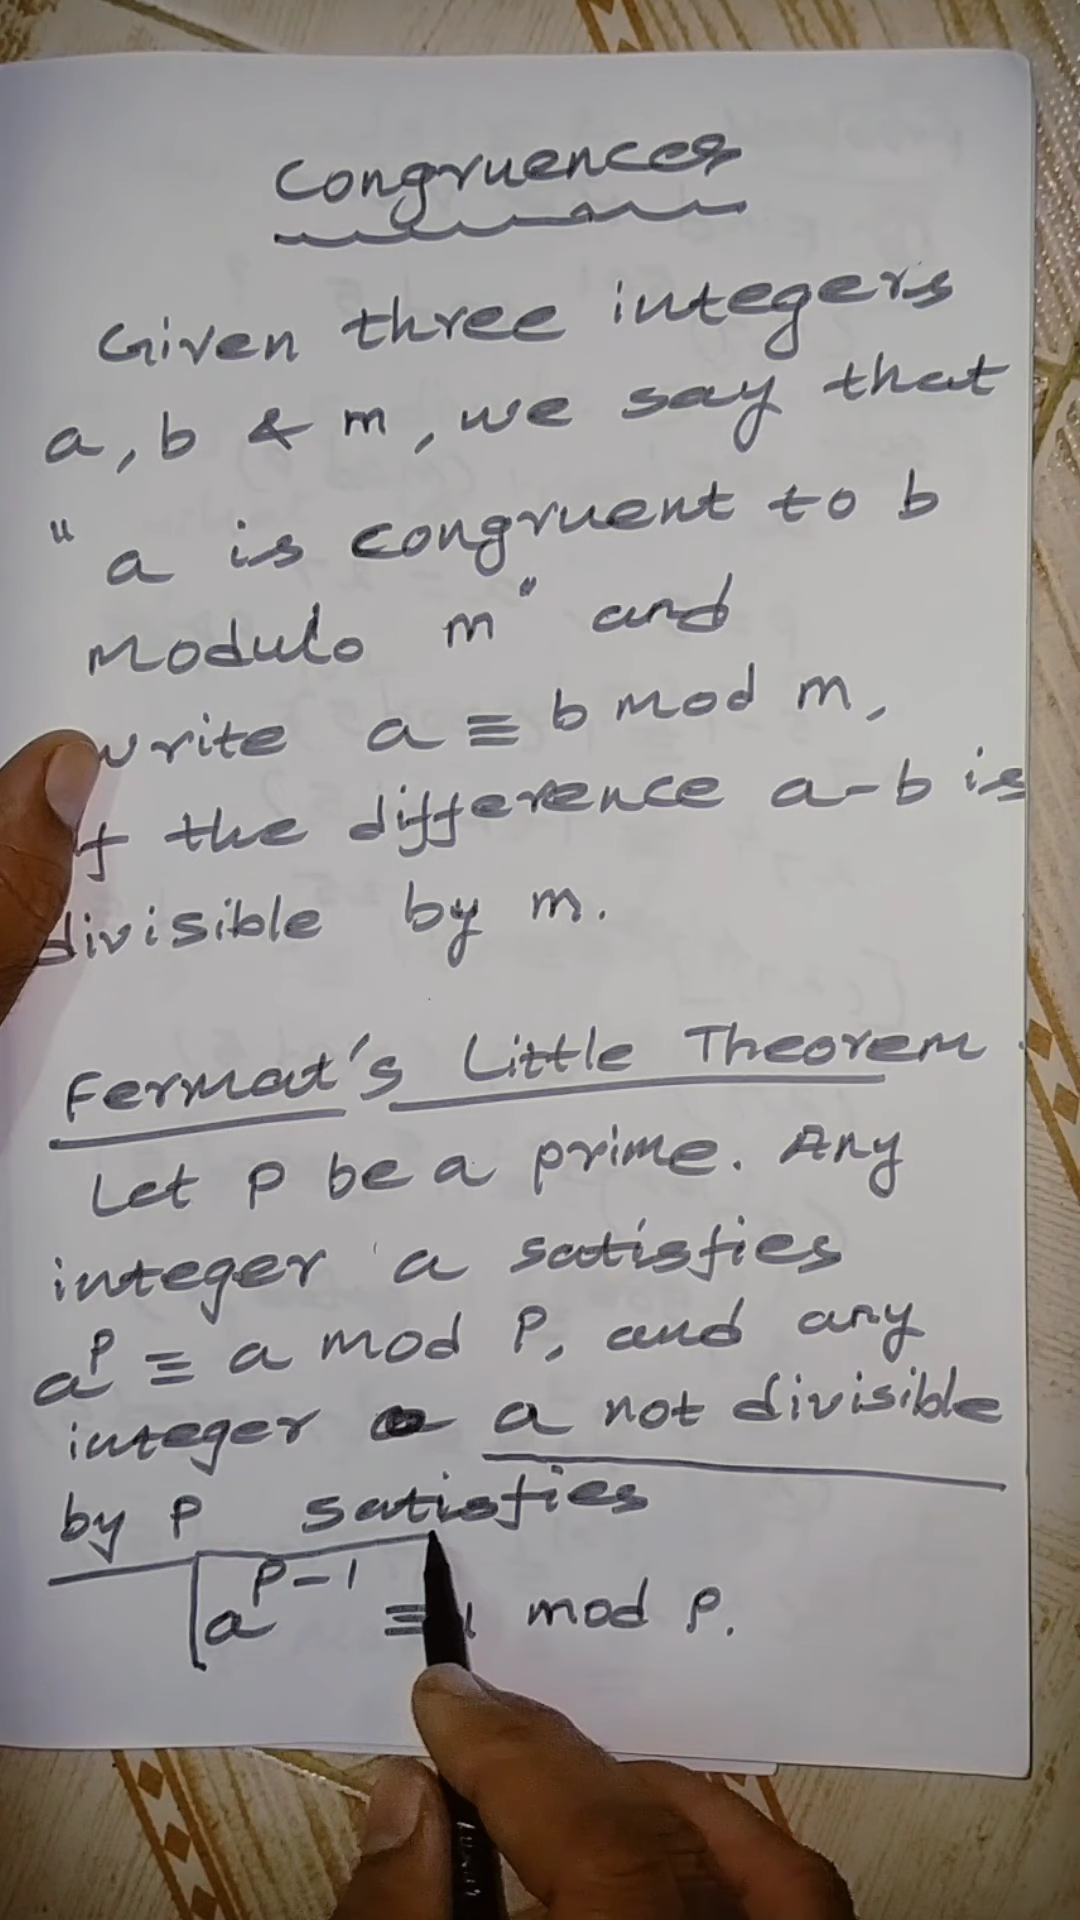 Congruences
Given three integers
a, b & m, we say that
" a is congruent to b
Modulo m" and
write a ≡ b mod m,
if the difference a-b is
divisible by m.
Fermat's Little Theorem.
Let P be a prime. Any
integer a satisfies
a^P ≡ a mod P, and any
integer a not divisible
by P satisfies
a^P-1 ≡ 1 mod P.